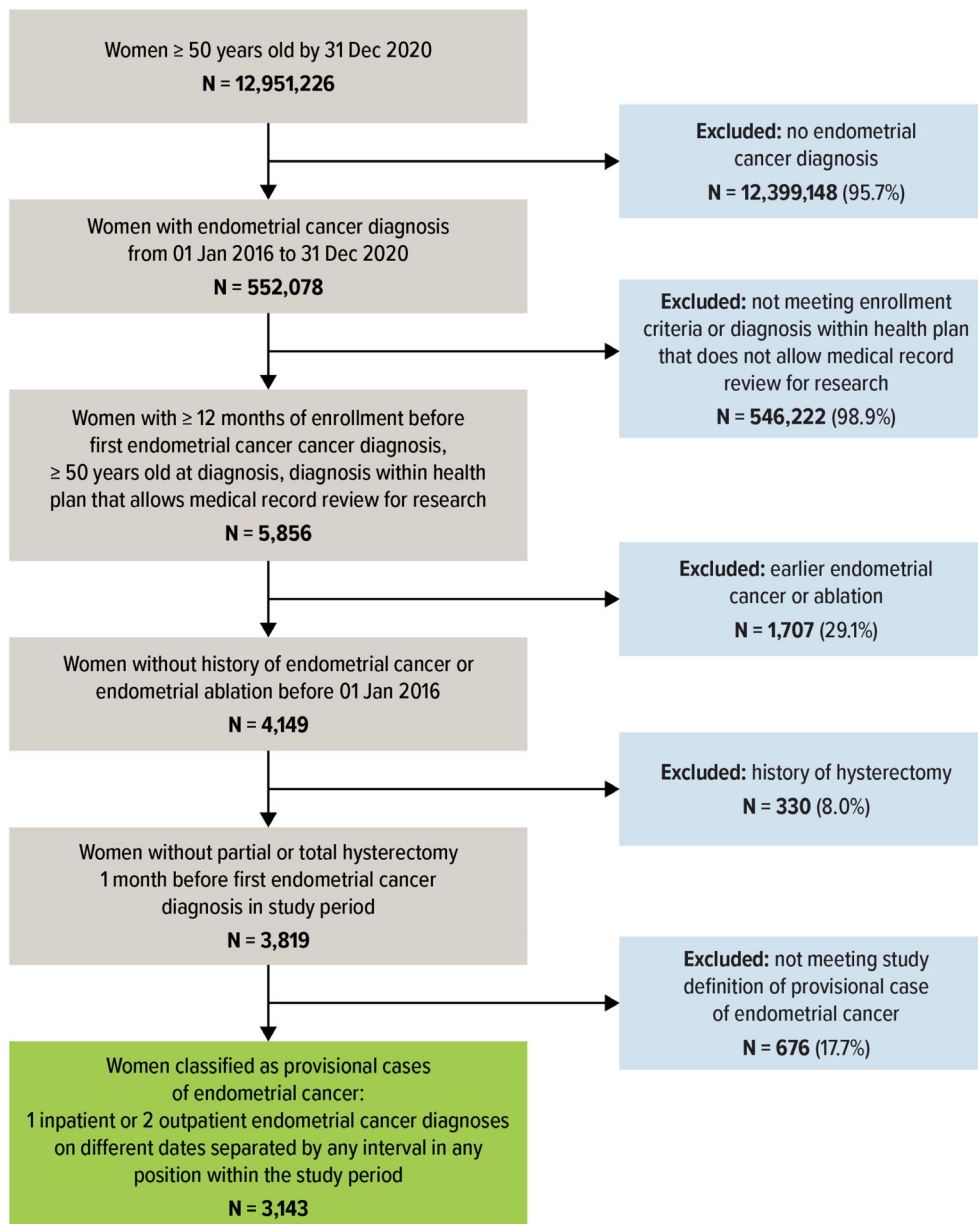 Women ≥ 50 years old by 31 Dec 2020
N = 12,951,226
Excluded: no endometrial
cancer diagnosis
N = 12,399,148 (95.7%)
Women with endometrial cancer diagnosis
from 01 Jan 2016 to 31 Dec 2020
N = 552,078
Excluded: not meeting enrollment
criteria or diagnosis within health plan
that does not allow medical record
review for research
N = 546,222 (98.9%)
Women with ≥ 12 months of enrollment before
first endometrial cancer cancer diagnosis,
≥ 50 years old at diagnosis, diagnosis within health
plan that allows medical record review for research
N = 5,856
Excluded: earlier endometrial
cancer or ablation
N = 1,707 (29.1%)
Women without history of endometrial cancer or
endometrial ablation before 01 Jan 2016
N = 4,149
Excluded: history of hysterectomy
N = 330 (8.0%)
Women without partial or total hysterectomy
1 month before first endometrial cancer
diagnosis in study period
N = 3,819
Excluded: not meeting study
definition of provisional case
of endometrial cancer
N = 676 (17.7%)
Women classified as provisional cases
of endometrial cancer:
1 inpatient or 2 outpatient endometrial cancer diagnoses
on different dates separated by any interval in any
position within the study period
N = 3,143